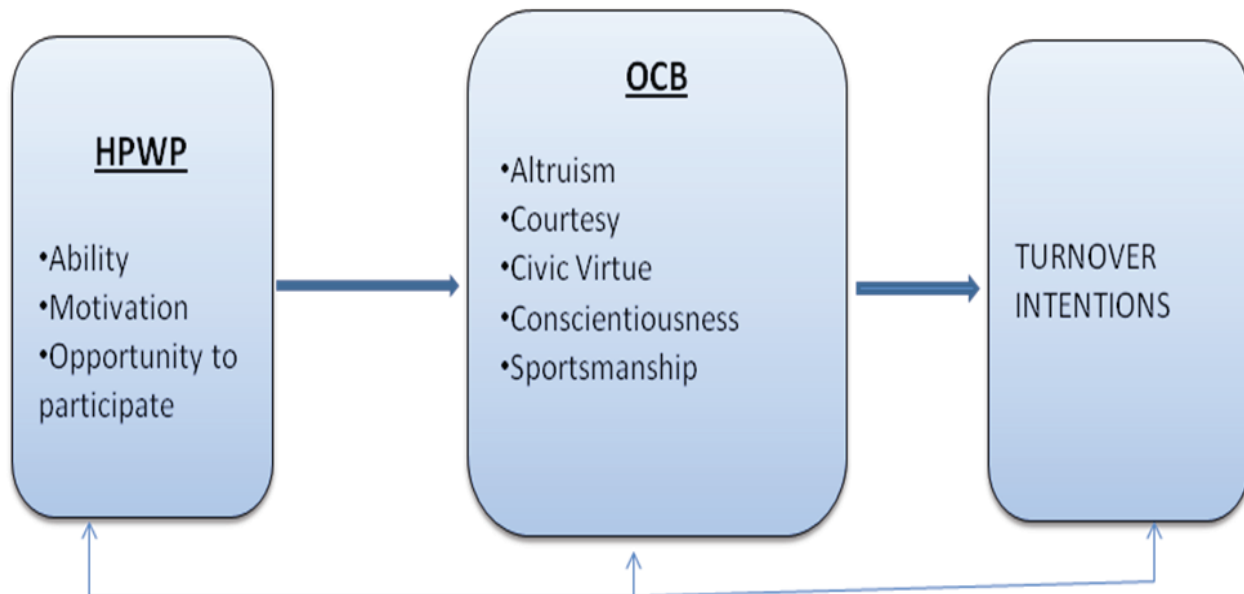 HPWP
•Ability
•Motivation
•Opportunity to
participate
OCB
•Altruism
•Courtesy
•Civic Virtue
•Conscientiousness
•Sportsmanship
TURNOVER
INTENTIONS